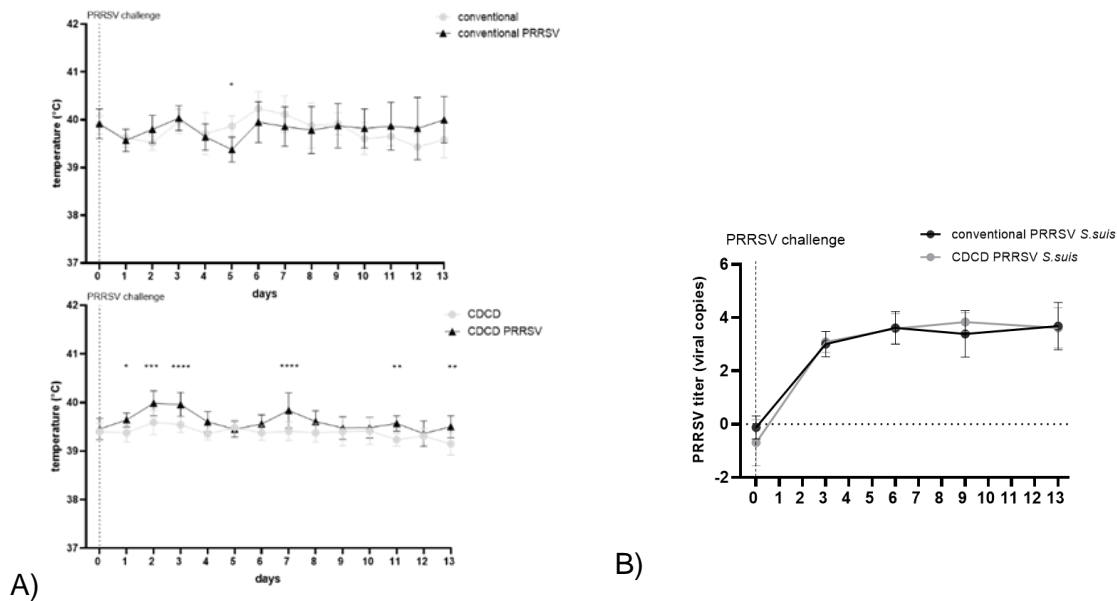 PRRSV challenge
conventional
conventional PRRSV
*
temperature (°C)
42
41
40
39
38
37
0 1 2 3 4 5 6 7 8 9 10 11 12 13
days
PRRSV challenge
CDCD
CDCD PRRSV
* *** **** **** ** **
temperature (°C)
42
41
40
39
38
37
0 1 2 3 4 5 6 7 8 9 10 11 12 13
days
A)
PRRSV challenge
conventional PRRSV S.suis
CDCD PRRSV S.suis
PRRSV titer (viral copies)
6
4
2
0
-2
0 1 2 3 4 5 6 7 8 9 10 11 12 13
B)